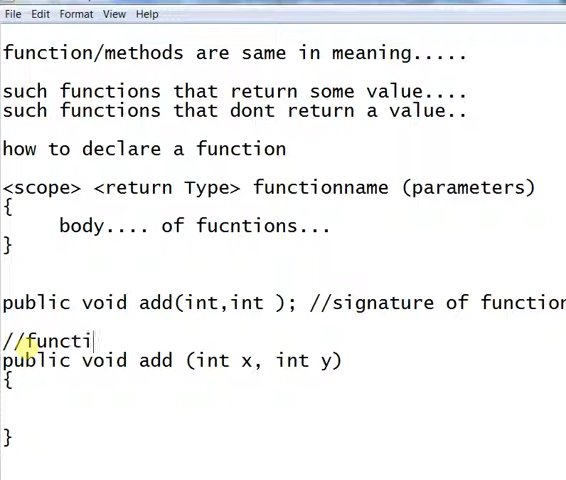 File Edit Format View Help
function/methods are same in meaning.....
such functions that return some value....
such functions that dont return a value..
how to declare a function
<scope> <return Type> functionname (parameters)
{
body.... of fucntions...
}
public void add(int,int ); //signature of function
//functi
public void add (int x, int y)
{
}